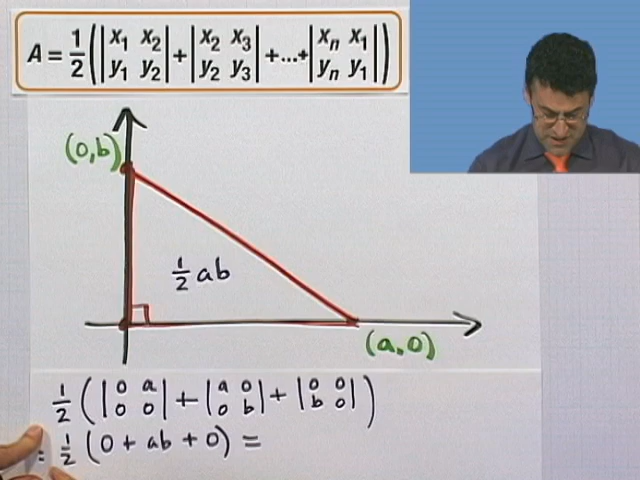 A = 1/2 ( | x₁ x₂ ; y₁ y₂ | + | x₂ x₃ ; y₂ y₃ | + ... + | xₙ x₁ ; yₙ y₁ | )
(0,b)
1/2 ab
(a,0)
1/2 ( | 0 a ; 0 0 | + | a 0 ; 0 b | + | 0 0 ; b 0 | )
= 1/2 ( 0 + ab + 0 ) =